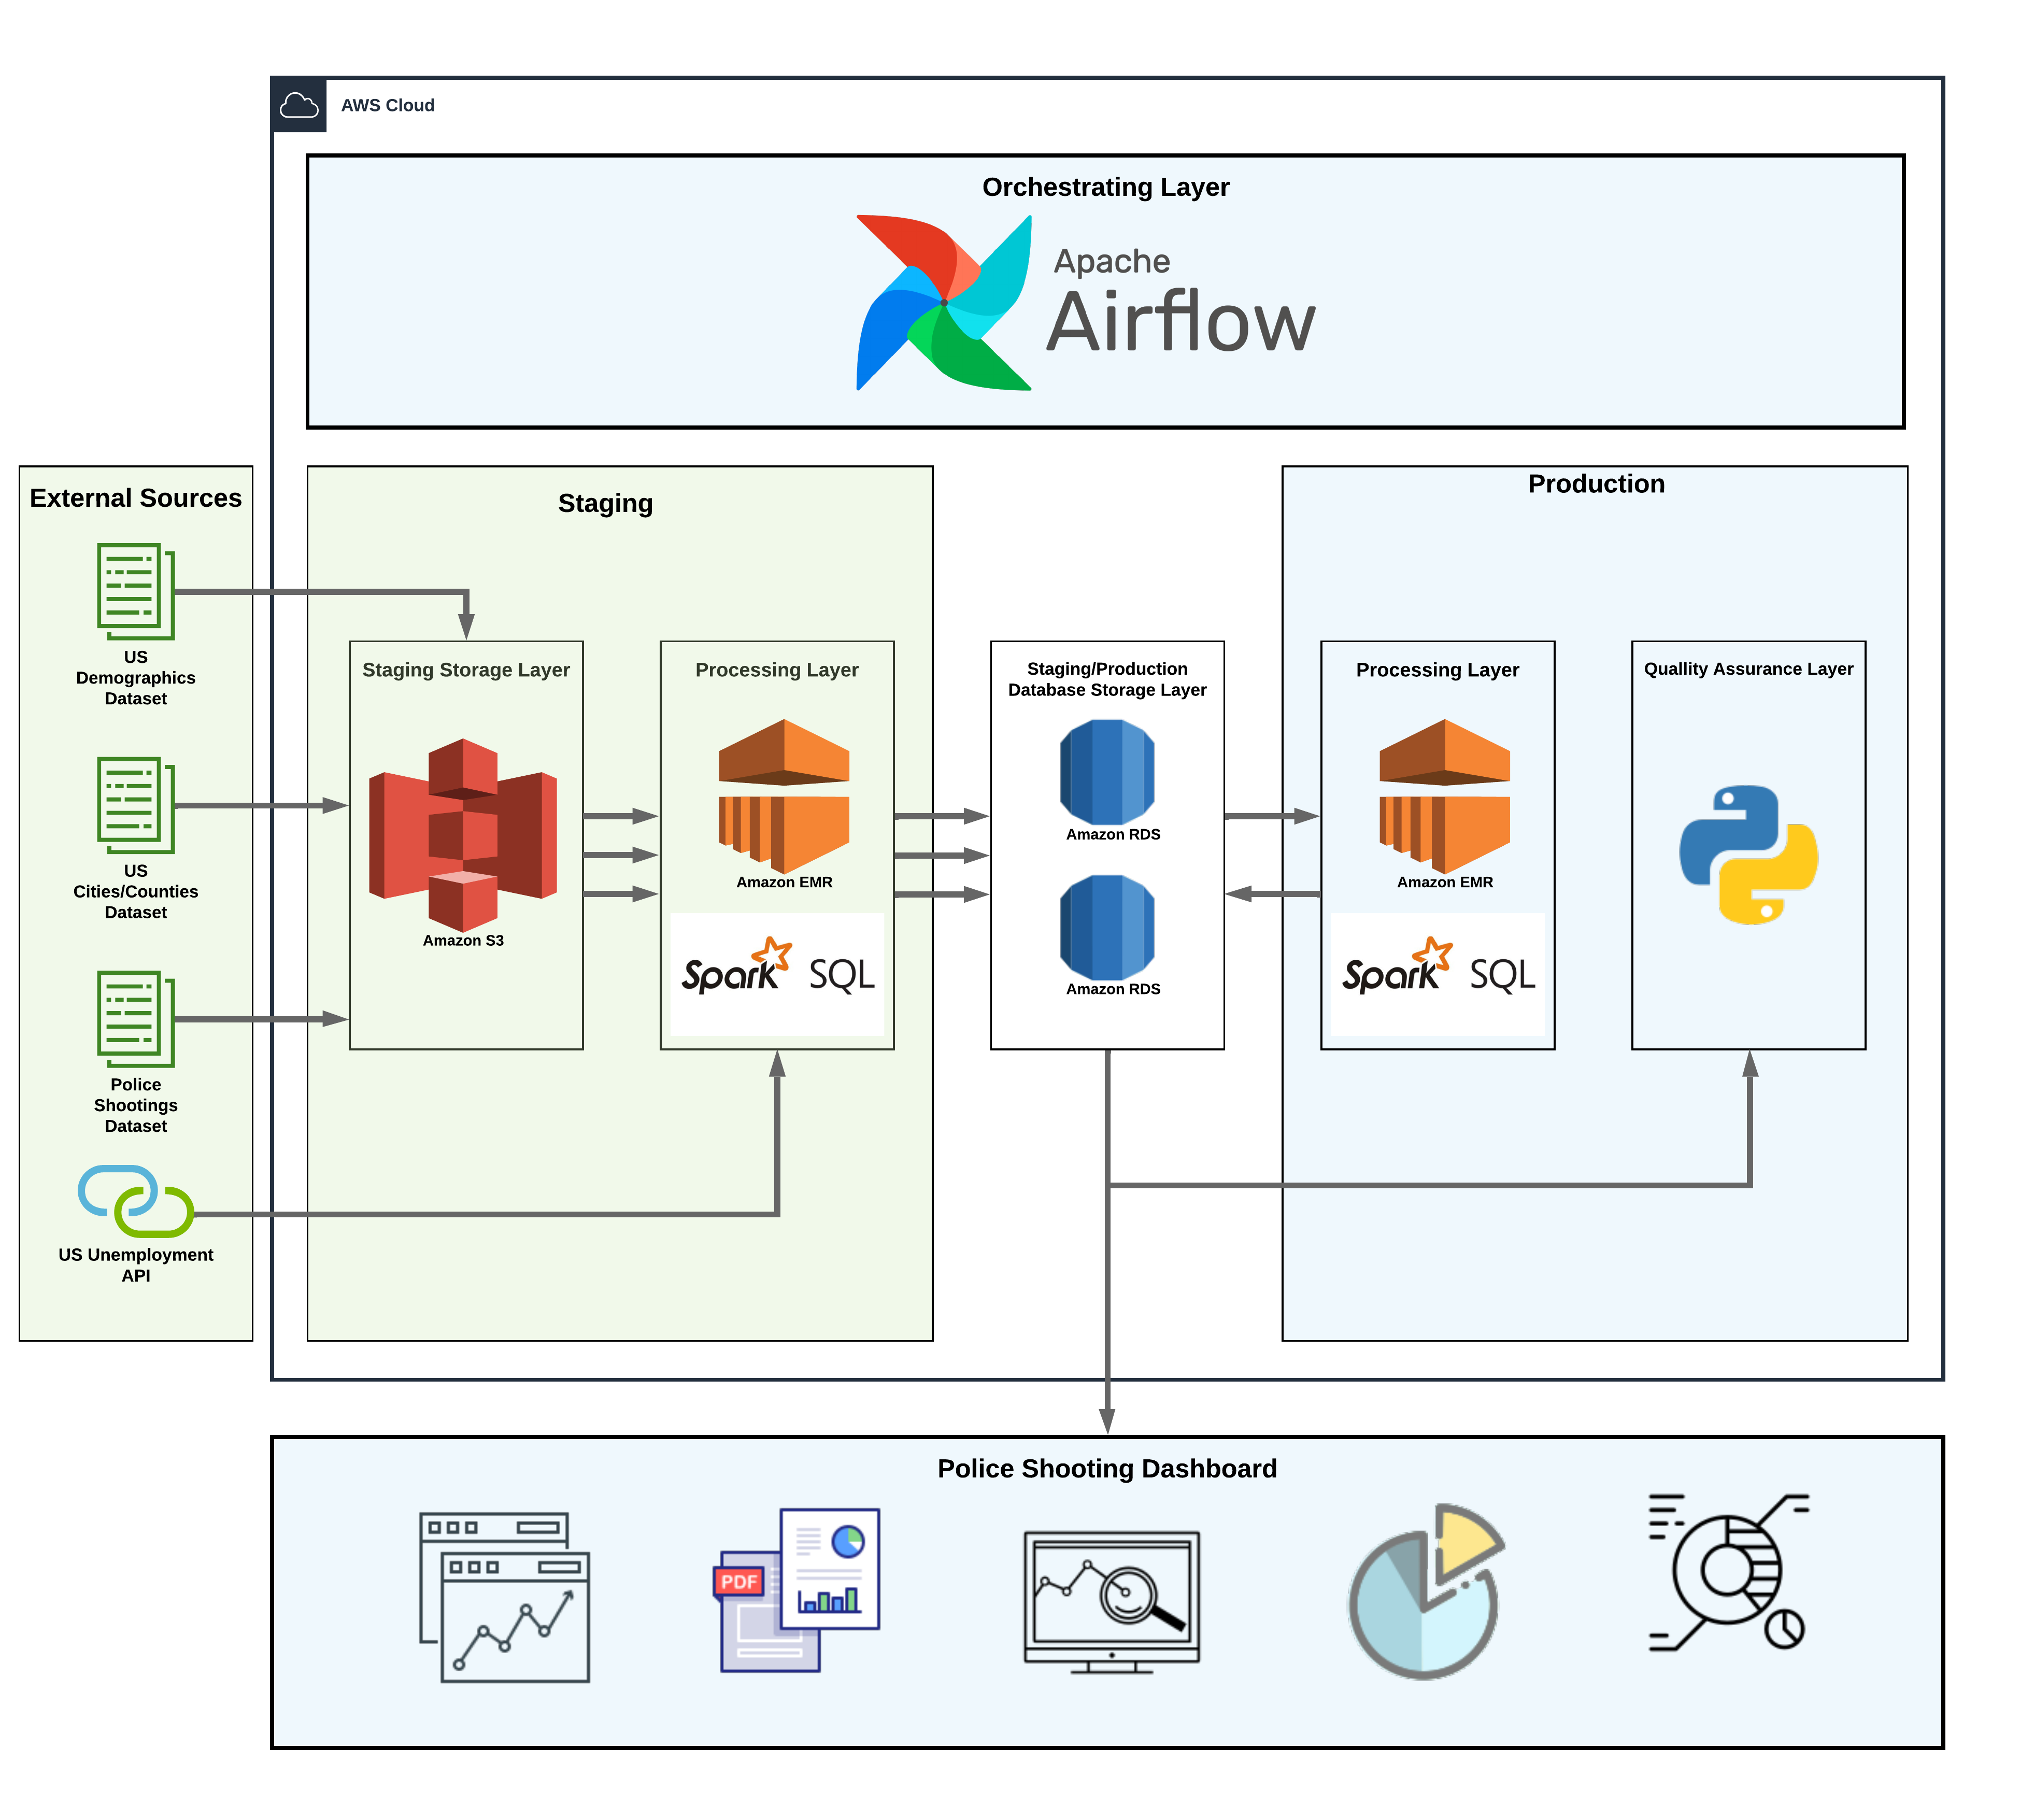 AWS Cloud
Orchestrating Layer
Apache
Airflow
External Sources
US
Demographics
Dataset
US
Cities/Counties
Dataset
Police
Shootings
Dataset
US Unemployment
API
Staging
Staging Storage Layer
Amazon S3
Processing Layer
Amazon EMR
Spark SQL
Staging/Production
Database Storage Layer
Amazon RDS
Amazon RDS
Production
Processing Layer
Amazon EMR
Spark SQL
Quallity Assurance Layer
Police Shooting Dashboard
PDF